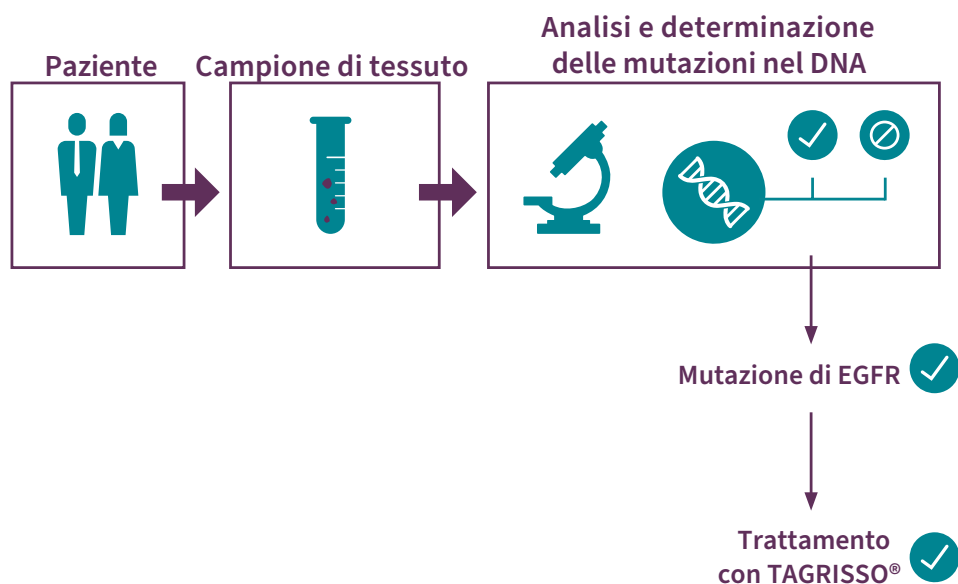 Paziente
Campione di tessuto
Analisi e determinazione
delle mutazioni nel DNA
Mutazione di EGFR
Trattamento
con TAGRISSO®